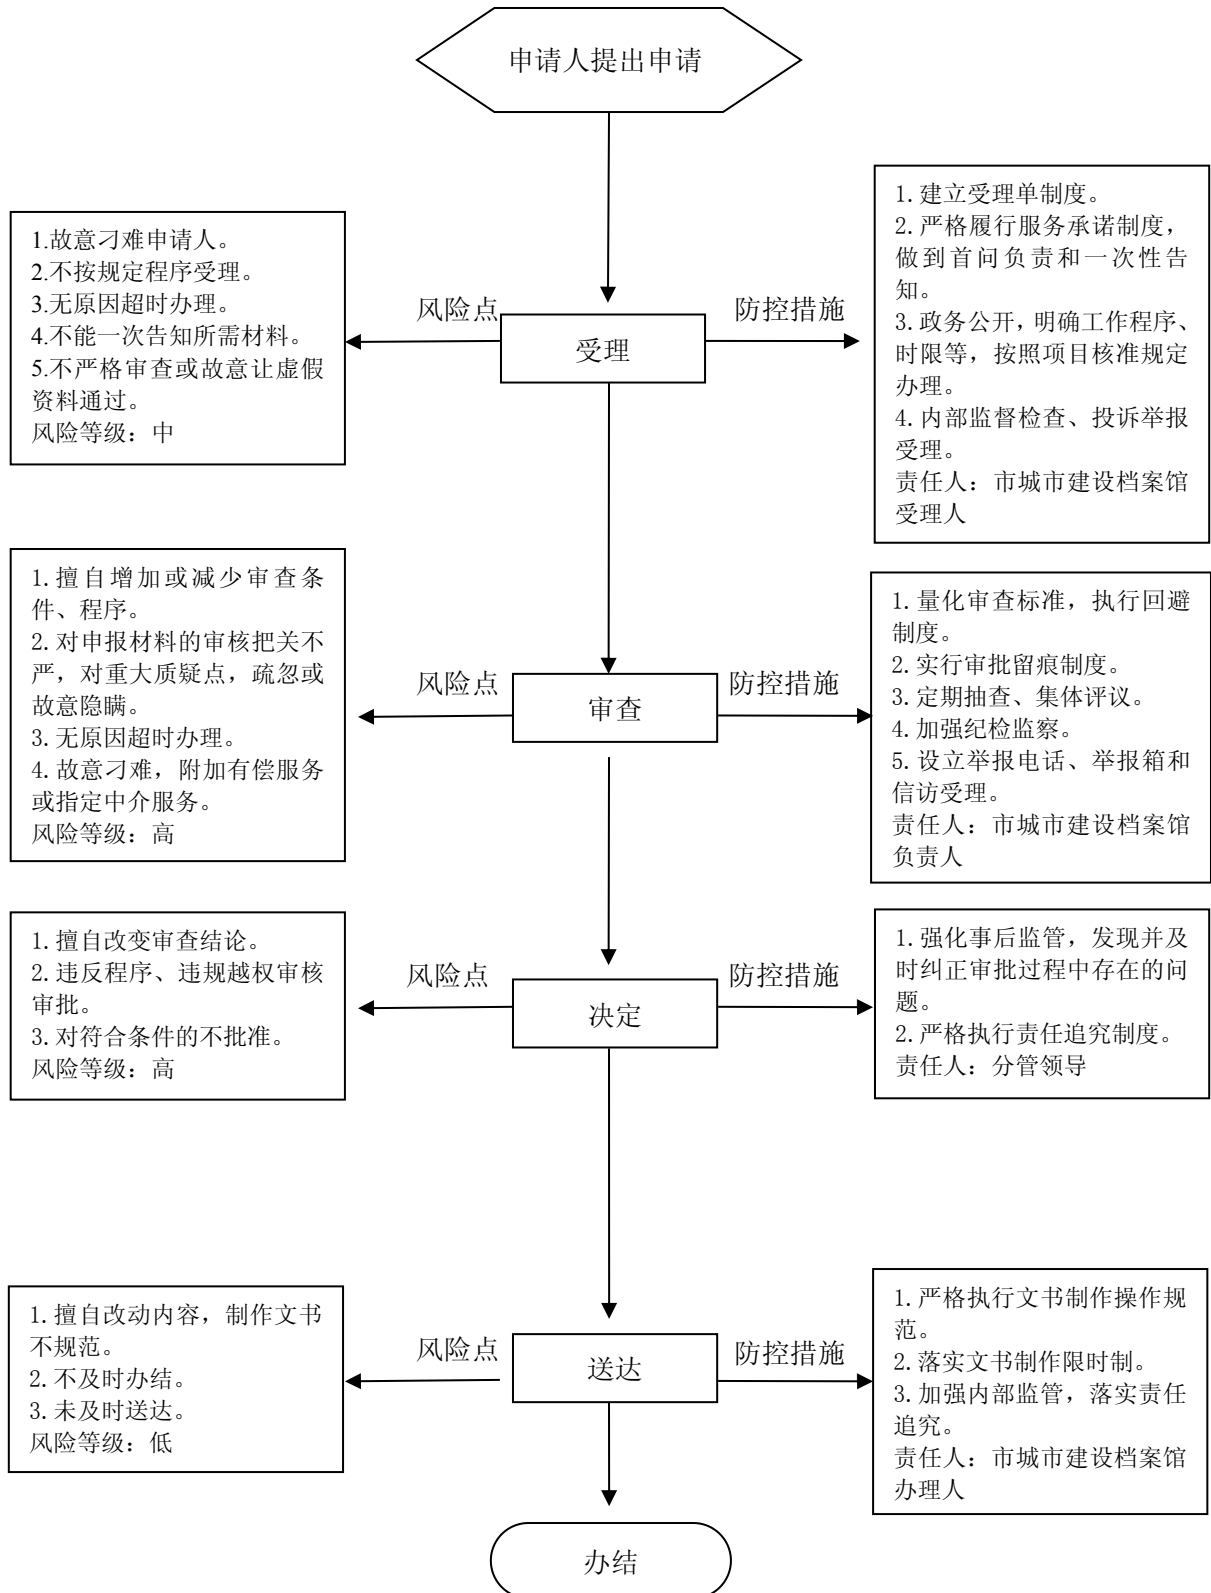 申请人提出申请
1.故意刁难申请人。
2.不按规定程序受理。
3.无原因超时办理。
4.不能一次告知所需材料。
5.不严格审查或故意让虚假
资料通过。
风险等级：中
风险点
受理
防控措施
1.建立受理单制度。
2.严格履行服务承诺制度，
做到首问负责和一次性告
知。
3.政务公开，明确工作程序、
时限等，按照项目核准规定
办理。
4.内部监督检查、投诉举报
受理。
责任人：市城市建设档案馆
受理人
1.擅自增加或减少审查条
件、程序。
2.对申报材料的审核把关不
严，对重大质疑点，疏忽或
故意隐瞒。
3.无原因超时办理。
4.故意刁难，附加有偿服务
或指定中介服务。
风险等级：高
风险点
审查
防控措施
1.量化审查标准，执行回避
制度。
2.实行审批留痕制度。
3.定期抽查、集体评议。
4.加强纪检监察。
5.设立举报电话、举报箱和
信访受理。
责任人：市城市建设档案馆
负责人
1.擅自改变审查结论。
2.违反程序、违规越权审核
审批。
3.对符合条件的不批准。
风险等级：高
风险点
决定
防控措施
1.强化事后监管，发现并及
时纠正审批过程中存在的问
题。
2.严格执行责任追究制度。
责任人：分管领导
1.擅自改动内容，制作文书
不规范。
2.不及时办结。
3.未及时送达。
风险等级：低
风险点
送达
防控措施
1.严格执行文书制作操作规
范。
2.落实文书制作限时制。
3.加强内部监管，落实责任
追究。
责任人：市城市建设档案馆
办理人
办结